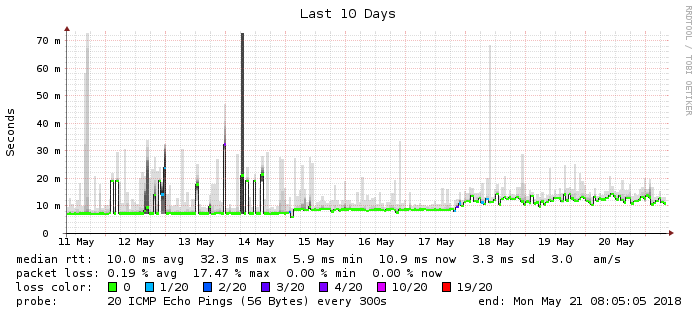 Last 10 Days
RRDTOOL / TOBI OETIKER
Seconds
70 m
60 m
50 m
40 m
30 m
20 m
10 m
0
11 May 12 May 13 May 14 May 15 May 16 May 17 May 18 May 19 May 20 May
median rtt: 10.0 ms avg 32.3 ms max 5.9 ms min 10.9 ms now 3.3 ms sd 3.0 am/s
packet loss: 0.19 % avg 17.47 % max 0.00 % min 0.00 % now
loss color: 0 1/20 2/20 3/20 4/20 10/20 19/20
probe: 20 ICMP Echo Pings (56 Bytes) every 300s end: Mon May 21 08:05:05 2018